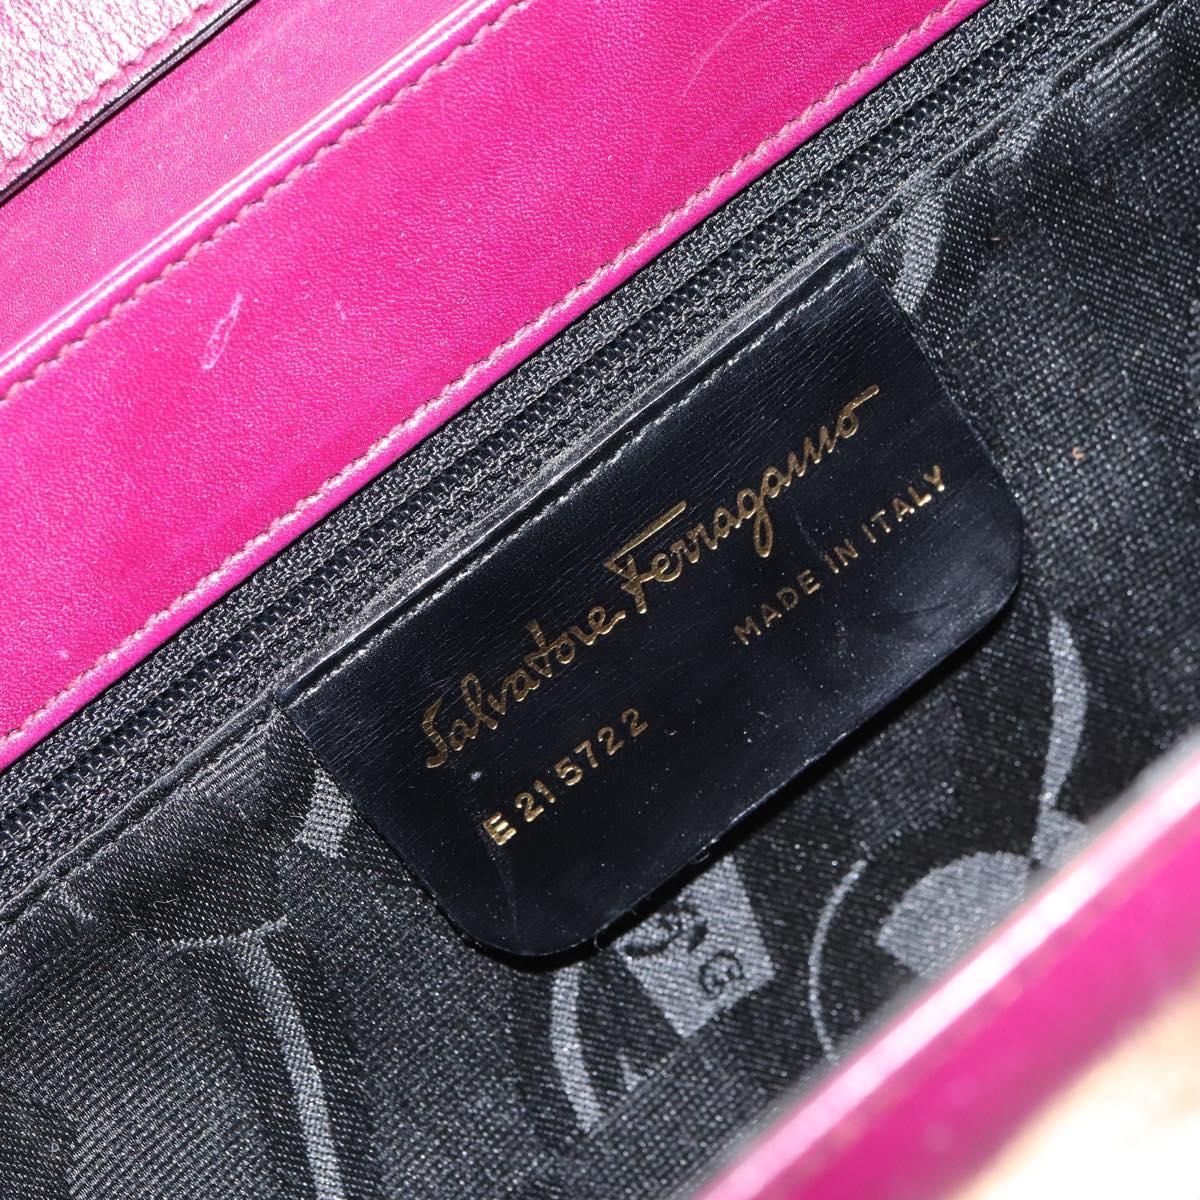 Salvatore Ferragamo
E 21 5722 MADE IN ITALY